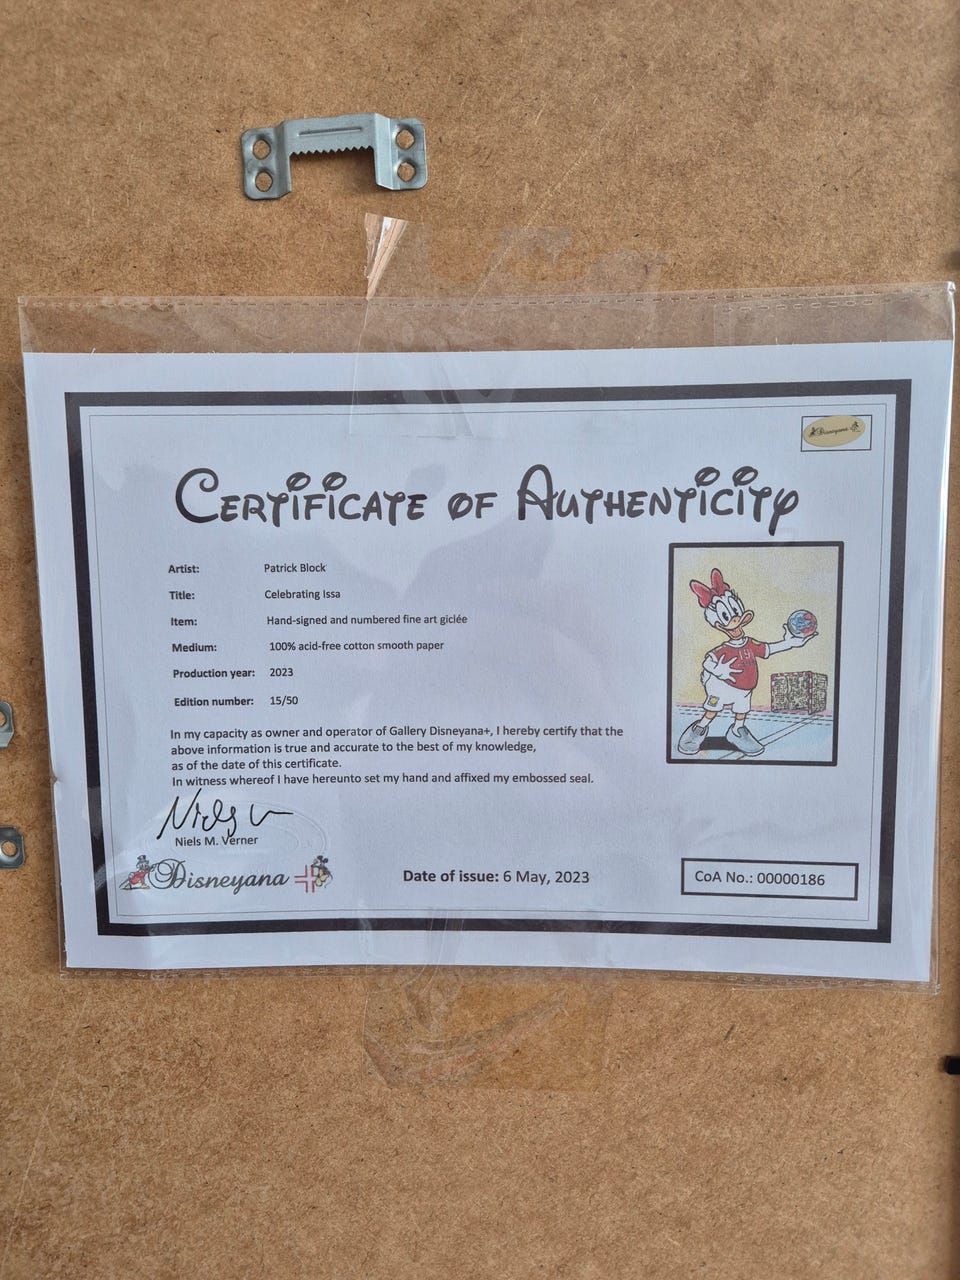 Disneyana
CERTIFICATE OF AUTHENTICITY
Artist: Patrick Block
Title: Celebrating Issa
Item: Hand-signed and numbered fine art giclée
Medium: 100% acid-free cotton smooth paper
Production year: 2023
Edition number: 15/50
19
In my capacity as owner and operator of Gallery Disneyana+, I hereby certify that the
above information is true and accurate to the best of my knowledge,
as of the date of this certificate.
In witness whereof I have hereunto set my hand and affixed my embossed seal.
Niels V
Niels M. Verner
Disneyana
Date of issue: 6 May, 2023
CoA No.: 00000186